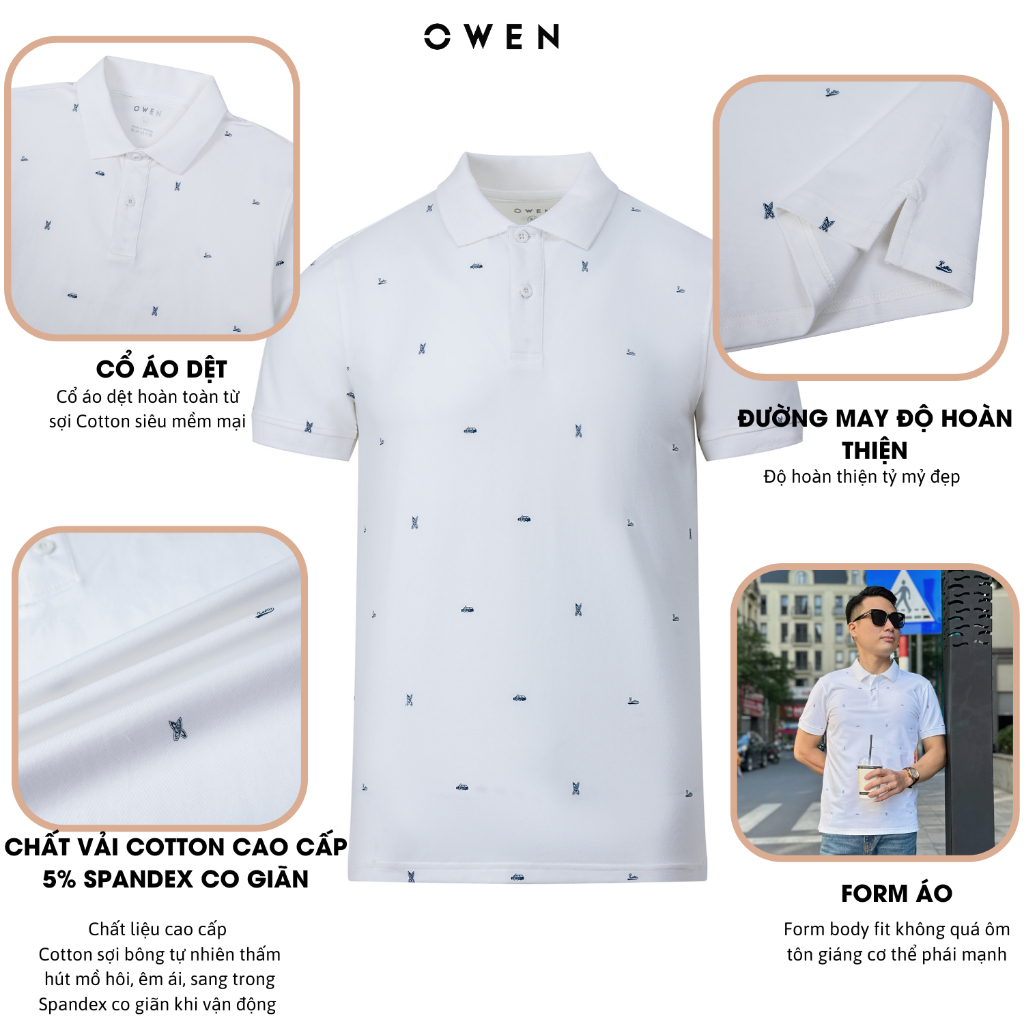 OWEN
OWEN
OWEN
CỔ ÁO DỆT
Cổ áo dệt hoàn toàn từ
sợi Cotton siêu mềm mại
ĐƯỜNG MAY ĐỘ HOÀN
THIỆN
Độ hoàn thiện tỷ mỷ đẹp
CHẤT VẢI COTTON CAO CẤP
5% SPANDEX CO GIÃN
Chất liệu cao cấp
Cotton sợi bông tự nhiên thấm
hút mồ hôi, êm ái, sang trong
Spandex co giãn khi vận động
FORM ÁO
Form body fit không quá ôm
tôn giáng cơ thể phái mạnh